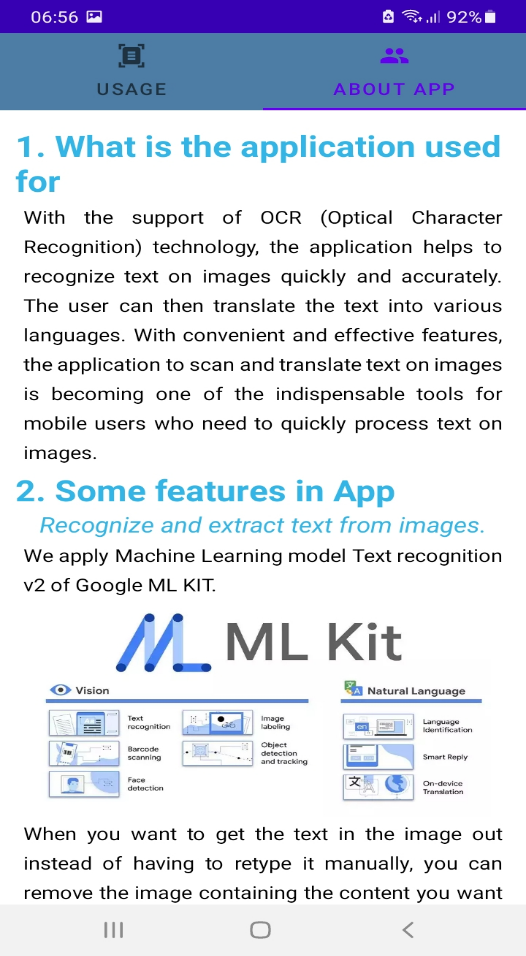 06:56
92%
USAGE
ABOUT APP
1. What is the application used
for
With the support of OCR (Optical Character
Recognition) technology, the application helps to
recognize text on images quickly and accurately.
The user can then translate the text into various
languages. With convenient and effective features,
the application to scan and translate text on images
is becoming one of the indispensable tools for
mobile users who need to quickly process text on
images.
2. Some features in App
Recognize and extract text from images.
We apply Machine Learning model Text recognition
v2 of Google ML KIT.
ML Kit
Vision
Text
recognition
Image
labeling
Barcode
scanning
Object
detection
and tracking
Face
detection
Natural Language
Language
Identification
Smart Reply
On-device
Translation
When you want to get the text in the image out
instead of having to retype it manually, you can
remove the image containing the content you want